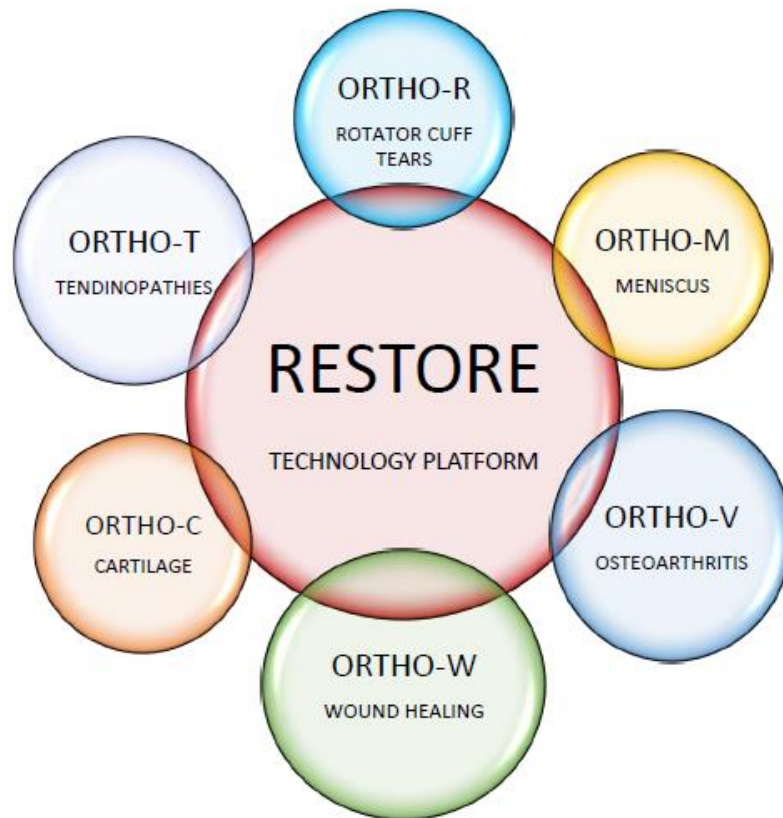 ORTHO-R
ROTATOR CUFF
TEARS
ORTHO-T
TENDINOPATHIES
ORTHO-M
MENISCUS
RESTORE
TECHNOLOGY PLATFORM
ORTHO-C
CARTILAGE
ORTHO-V
OSTEOARTHRITIS
ORTHO-W
WOUND HEALING